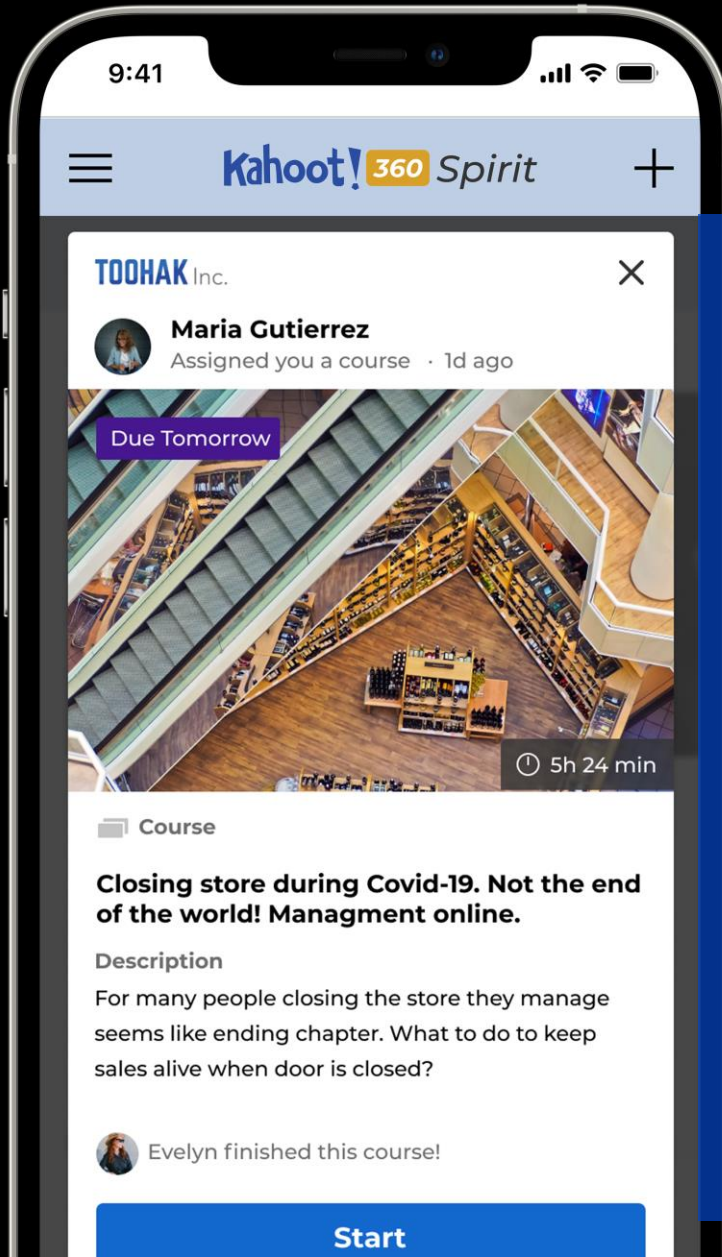 9:41
Kahoot! 360 Spirit
TOOHAK Inc.
Maria Gutierrez
Assigned you a course · 1d ago
Due Tomorrow
5h 24 min
Course
Closing store during Covid-19. Not the end
of the world! Managment online.
Description
For many people closing the store they manage
seems like ending chapter. What to do to keep
sales alive when door is closed?
Evelyn finished this course!
Start